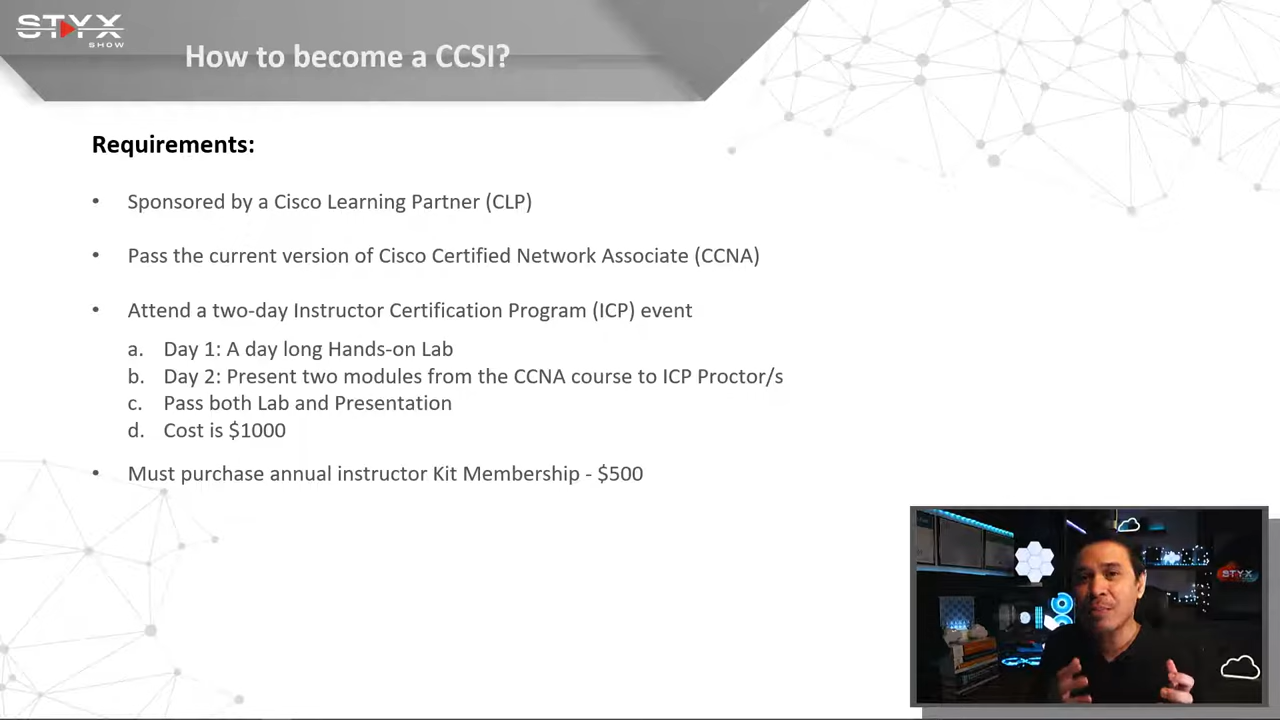 STYX
SHOW
How to become a CCSI?
Requirements:
• Sponsored by a Cisco Learning Partner (CLP)
• Pass the current version of Cisco Certified Network Associate (CCNA)
• Attend a two-day Instructor Certification Program (ICP) event
a. Day 1: A day long Hands-on Lab
b. Day 2: Present two modules from the CCNA course to ICP Proctor/s
c. Pass both Lab and Presentation
d. Cost is $1000
• Must purchase annual instructor Kit Membership - $500
STYX